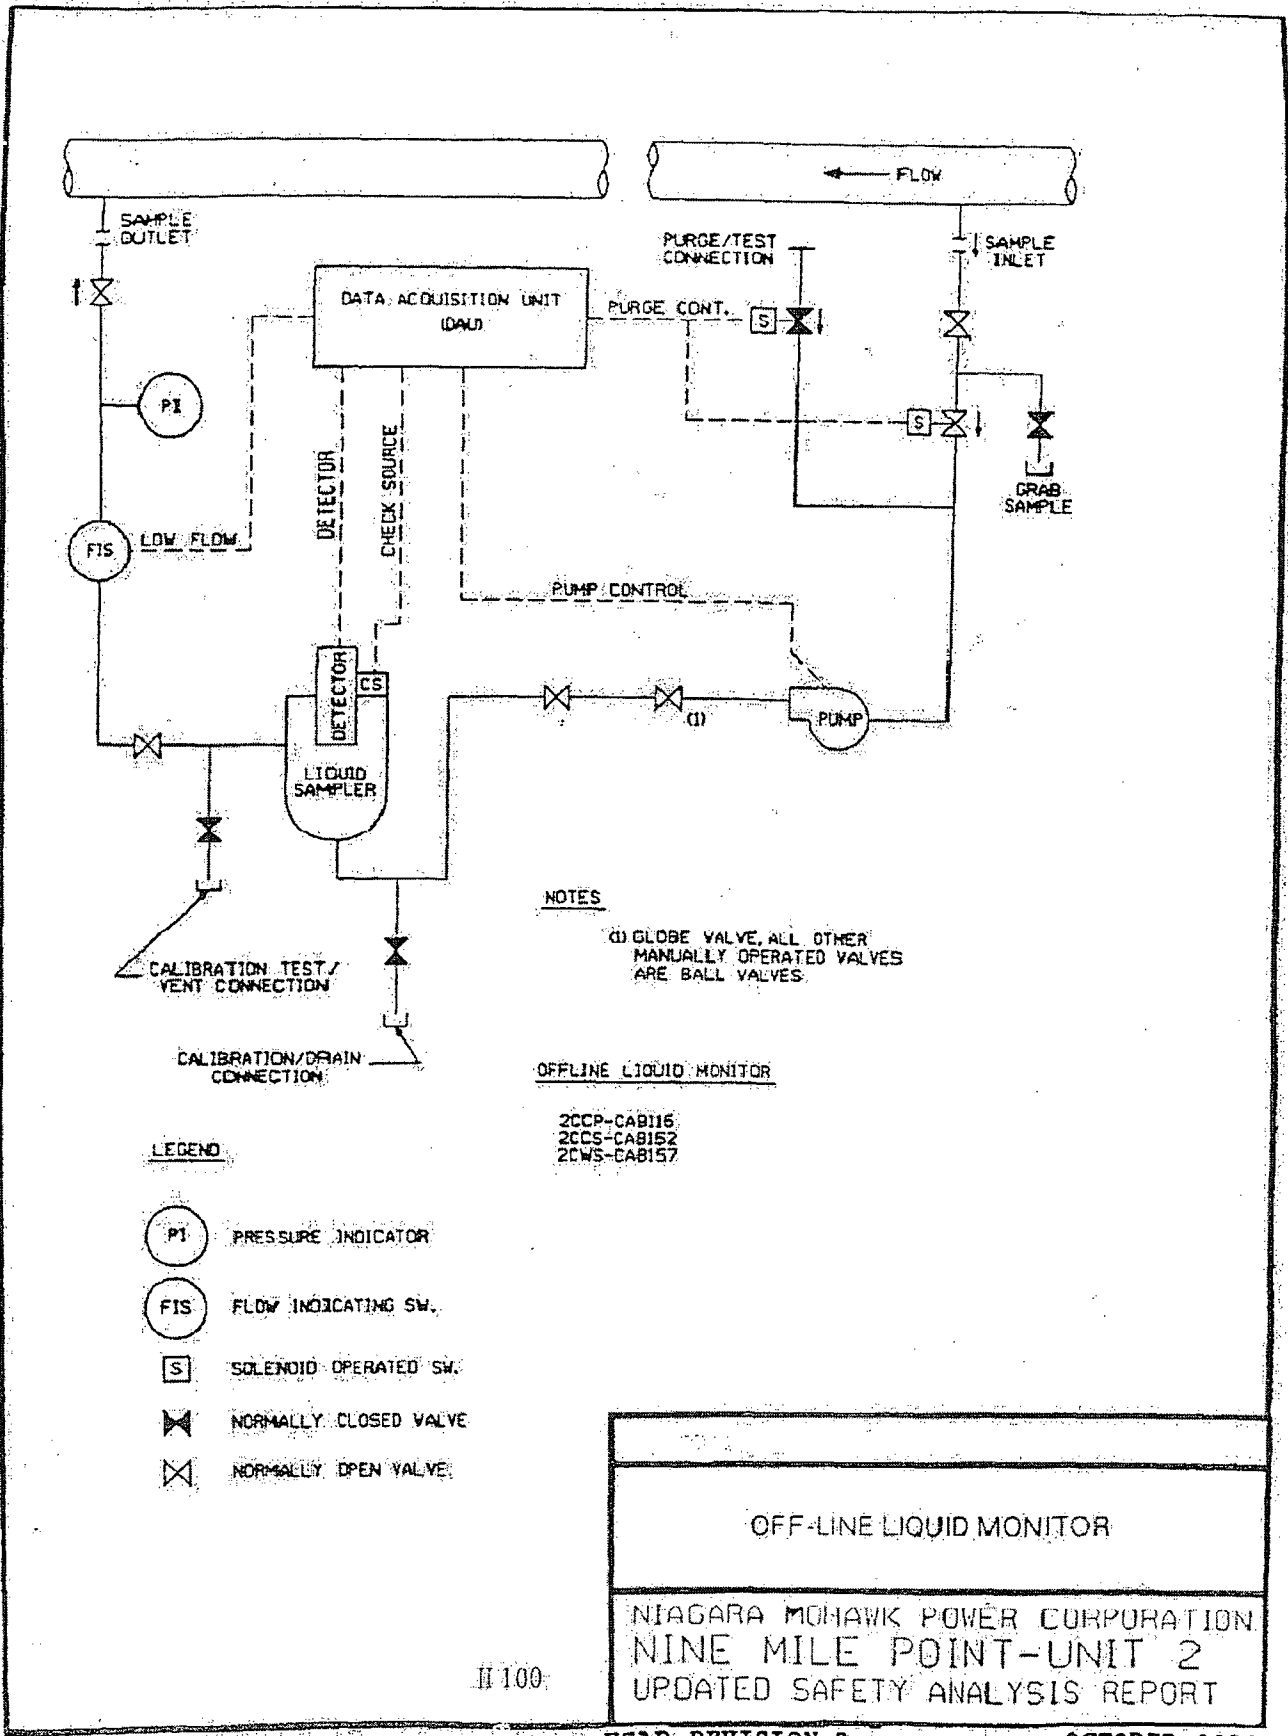 FLOW
SAMPLE
OUTLET
PURGE/TEST
CONNECTION
SAMPLE
INLET
DATA ACQUISITION UNIT
(DAU)
PURGE CONT.
S
PI
S
GRAB
SAMPLE
DETECTOR
CHECK SOURCE
FIS
LOW FLOW
PUMP CONTROL
DETECTOR
CS
(1)
PUMP
LIQUID
SAMPLER
NOTES
(1) GLOBE VALVE, ALL OTHER
MANUALLY OPERATED VALVES
ARE BALL VALVES
CALIBRATION TEST/
VENT CONNECTION
CALIBRATION/DRAIN
CONNECTION
OFFLINE LIQUID MONITOR
2CCP-CAB115
2CCS-CAB152
2CWS-CAB157
LEGEND
PI PRESSURE INDICATOR
FIS FLOW INDICATING SW.
S SOLENOID OPERATED SW.
NORMALLY CLOSED VALVE
NORMALLY OPEN VALVE
OFF-LINE LIQUID MONITOR
NIAGARA MOHAWK POWER CORPORATION
NINE MILE POINT-UNIT 2
UPDATED SAFETY ANALYSIS REPORT
II 100